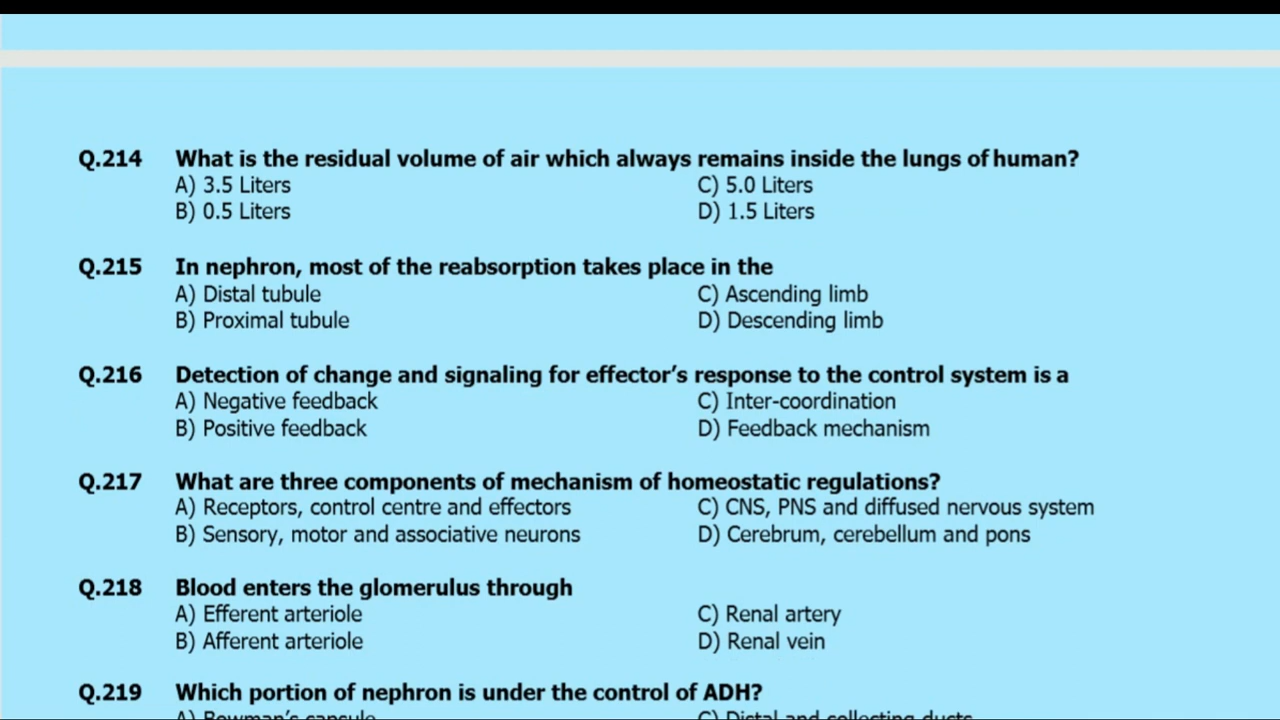 Q.214 What is the residual volume of air which always remains inside the lungs of human?
A) 3.5 Liters C) 5.0 Liters
B) 0.5 Liters D) 1.5 Liters
Q.215 In nephron, most of the reabsorption takes place in the
A) Distal tubule C) Ascending limb
B) Proximal tubule D) Descending limb
Q.216 Detection of change and signaling for effector’s response to the control system is a
A) Negative feedback C) Inter-coordination
B) Positive feedback D) Feedback mechanism
Q.217 What are three components of mechanism of homeostatic regulations?
A) Receptors, control centre and effectors C) CNS, PNS and diffused nervous system
B) Sensory, motor and associative neurons D) Cerebrum, cerebellum and pons
Q.218 Blood enters the glomerulus through
A) Efferent arteriole C) Renal artery
B) Afferent arteriole D) Renal vein
Q.219 Which portion of nephron is under the control of ADH?
A) Bowman’s capsule C) Distal and collecting ducts